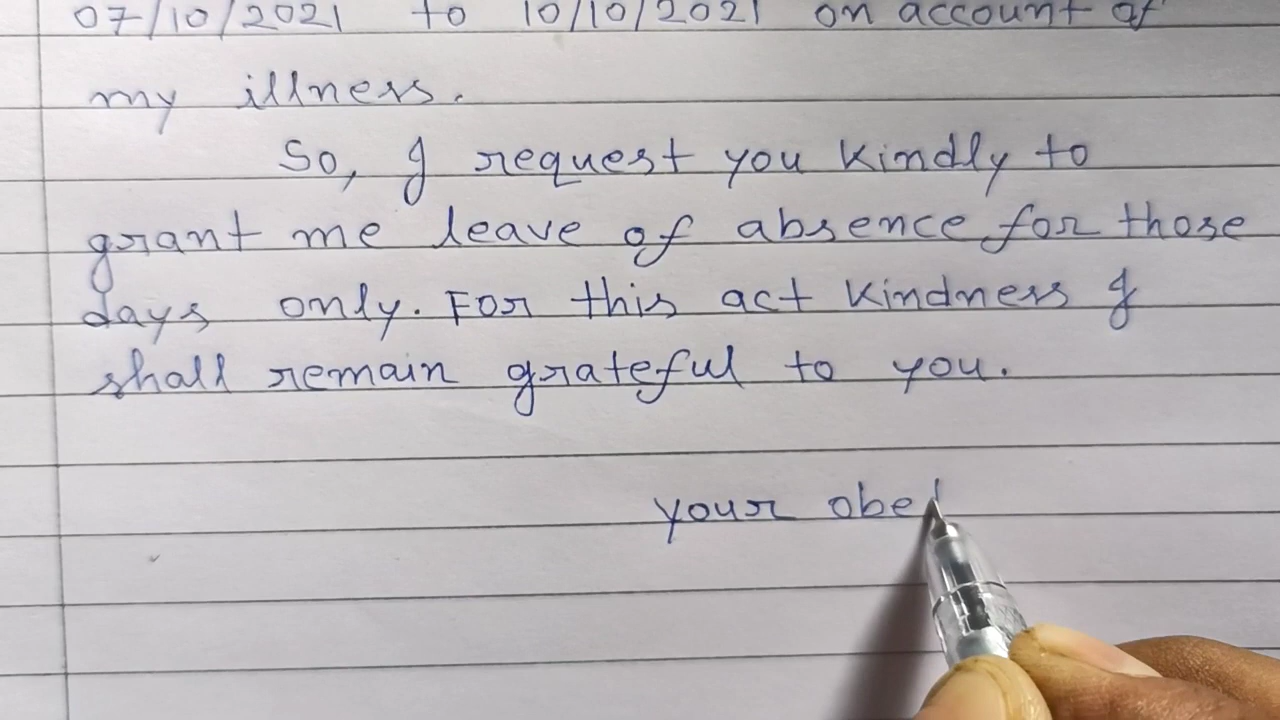 07/10/2021 to 10/10/2021 on account of
my illness.
So, I request you kindly to
grant me leave of absence for those
days only. For this act kindness I
shall remain grateful to you.
your obe